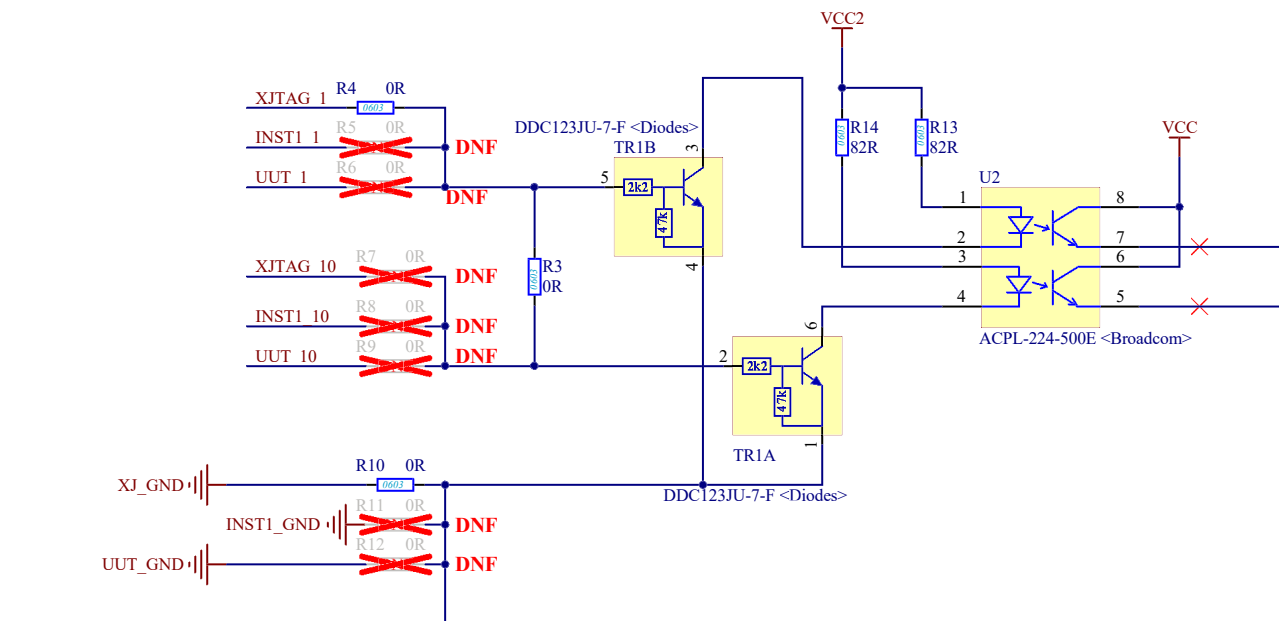 VCC2
R4 0R
XJTAG_1
0603
R5 0R
INST1_1
DNF
R6 0R
UUT_1
DNF
DDC123JU-7-F <Diodes>
TR1B
3
5
2k2
47k
4
R14
82R
0603
R13
82R
0603
VCC
U2
1
2
3
4
8
7
6
5
ACPL-224-500E <Broadcom>
R7 0R
XJTAG_10
DNF
R3
0R
0603
R8 0R
INST1_10
DNF
R9 0R
UUT_10
DNF
6
2
2k2
47k
1
TR1A
DDC123JU-7-F <Diodes>
R10 0R
XJ_GND
0603
R11 0R
INST1_GND
DNF
R12 0R
UUT_GND
DNF